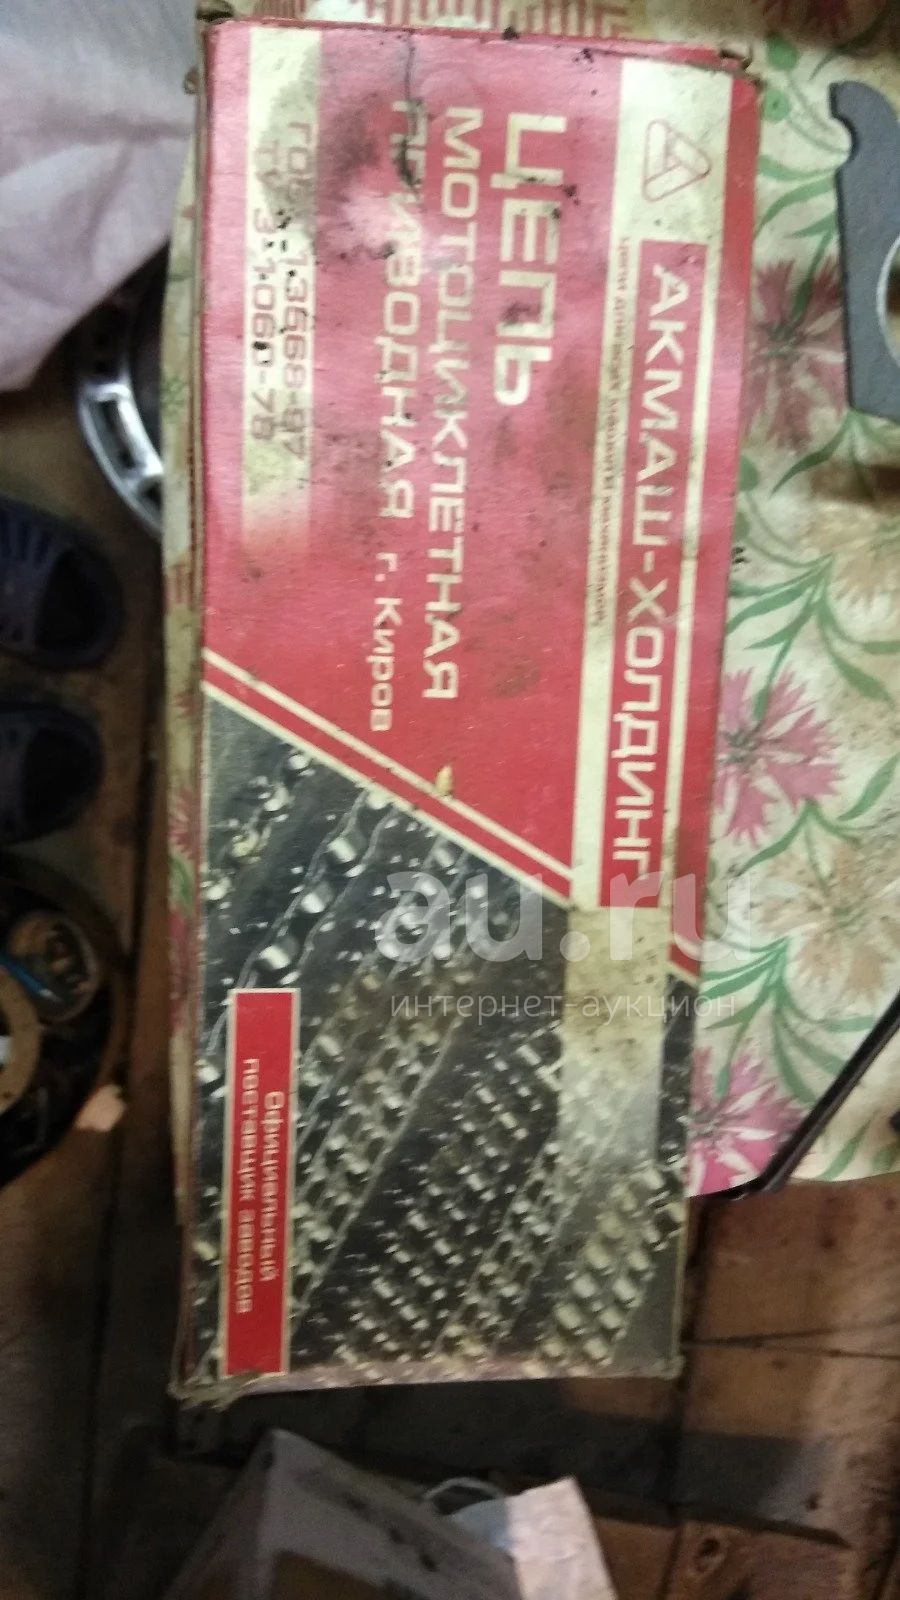 АКМАШ-ХОЛДИНГ
ЦЕПЬ
МОТОЦИКЛЕТНАЯ
ПРИВОДНАЯ г. Киров
ГОСТ 13568-97
ТУ 3-1060-78
Официальный
поставщик заводов
au.ru
интернет-аукцион